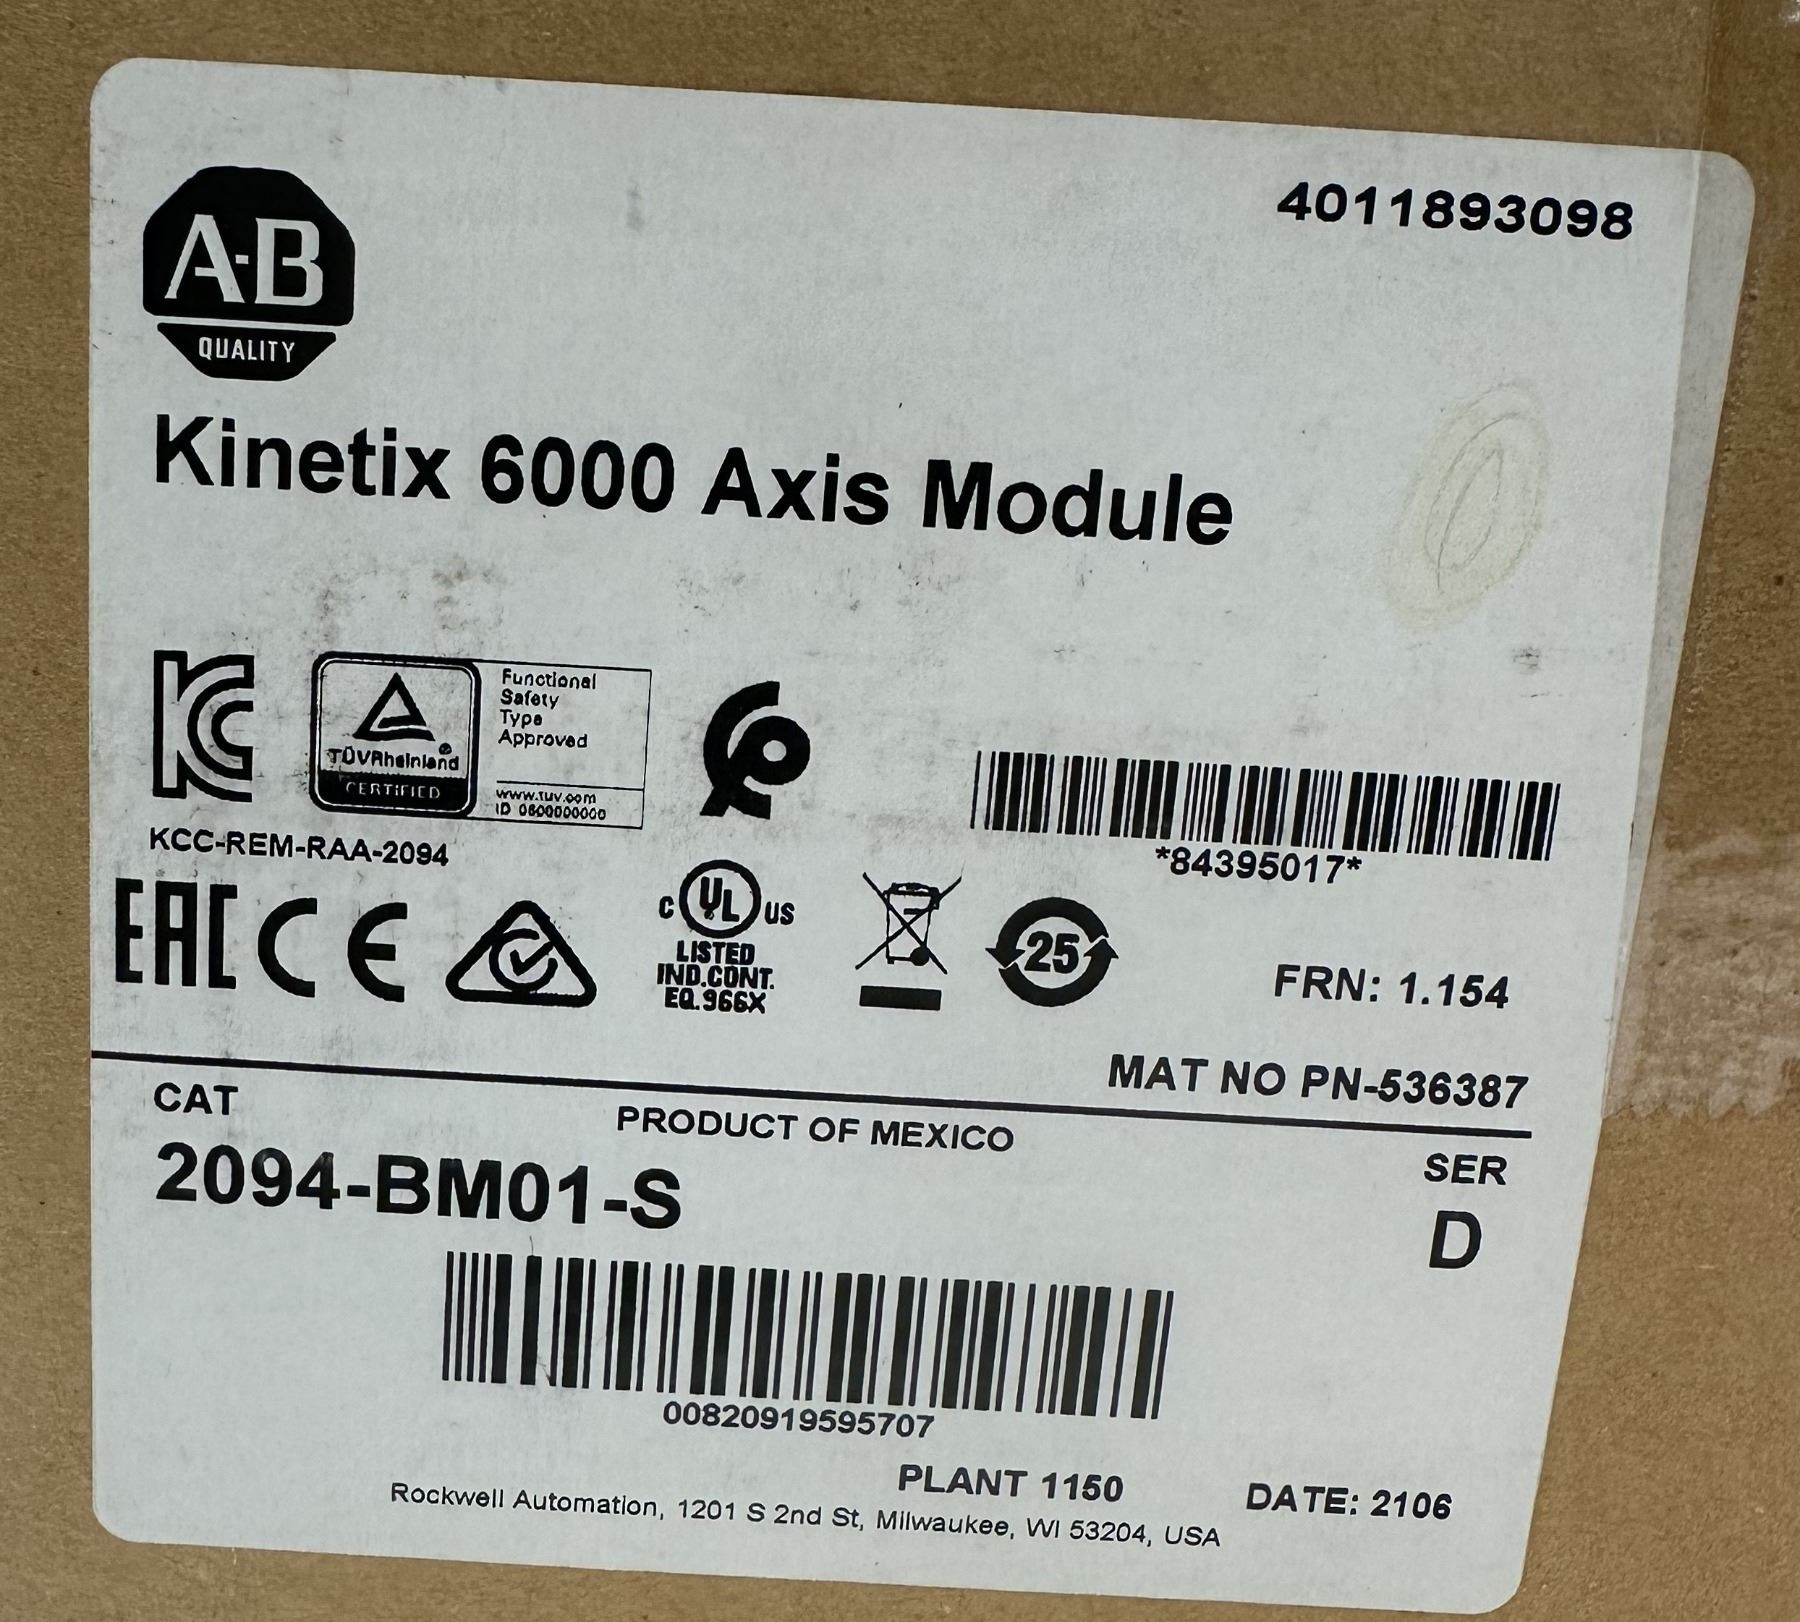 4011893098
A-B
QUALITY
Kinetix 6000 Axis Module
Functional
Safety
Type
Approved
TÜVRheinland®
CERTIFIED
www.tuv.com
ID 0600000000
KCC-REM-RAA-2094
*84395017*
EAC CE
C UL US
LISTED
IND.CONT.
EQ.966X
25
FRN: 1.154
MAT NO PN-536387
CAT
PRODUCT OF MEXICO
SER
2094-BM01-S
D
00820919595707
PLANT 1150
DATE: 2106
Rockwell Automation, 1201 S 2nd St, Milwaukee, WI 53204, USA